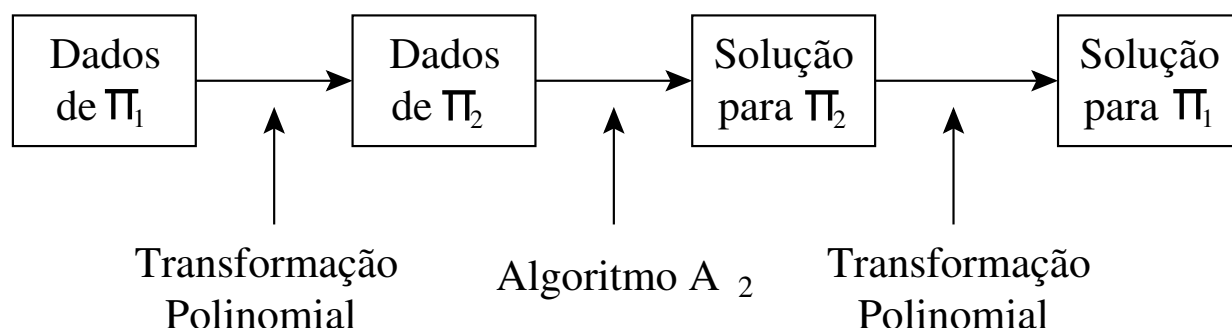 Dados
de Π₁
Dados
de Π₂
Solução
para Π₂
Solução
para Π₁
Transformação
Polinomial
Algoritmo A ₂
Transformação
Polinomial